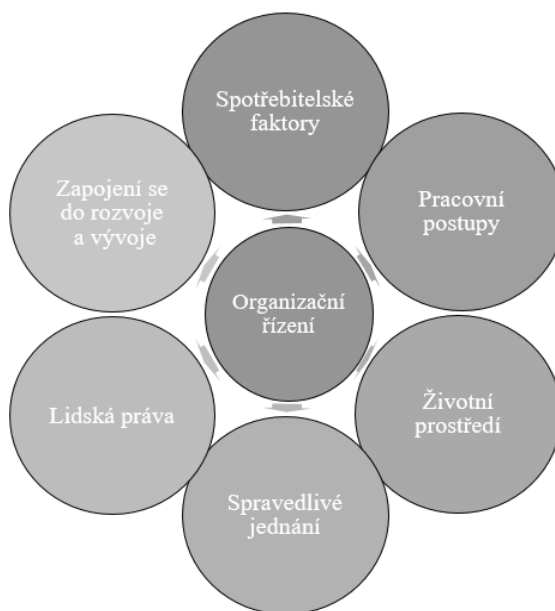 Spotřebitelské
faktory
Zapojení se
do rozvoje
a vývoje
Pracovní
postupy
Organizační
řízení
Lidská práva
Životní
prostředí
Spravedlivé
jednání